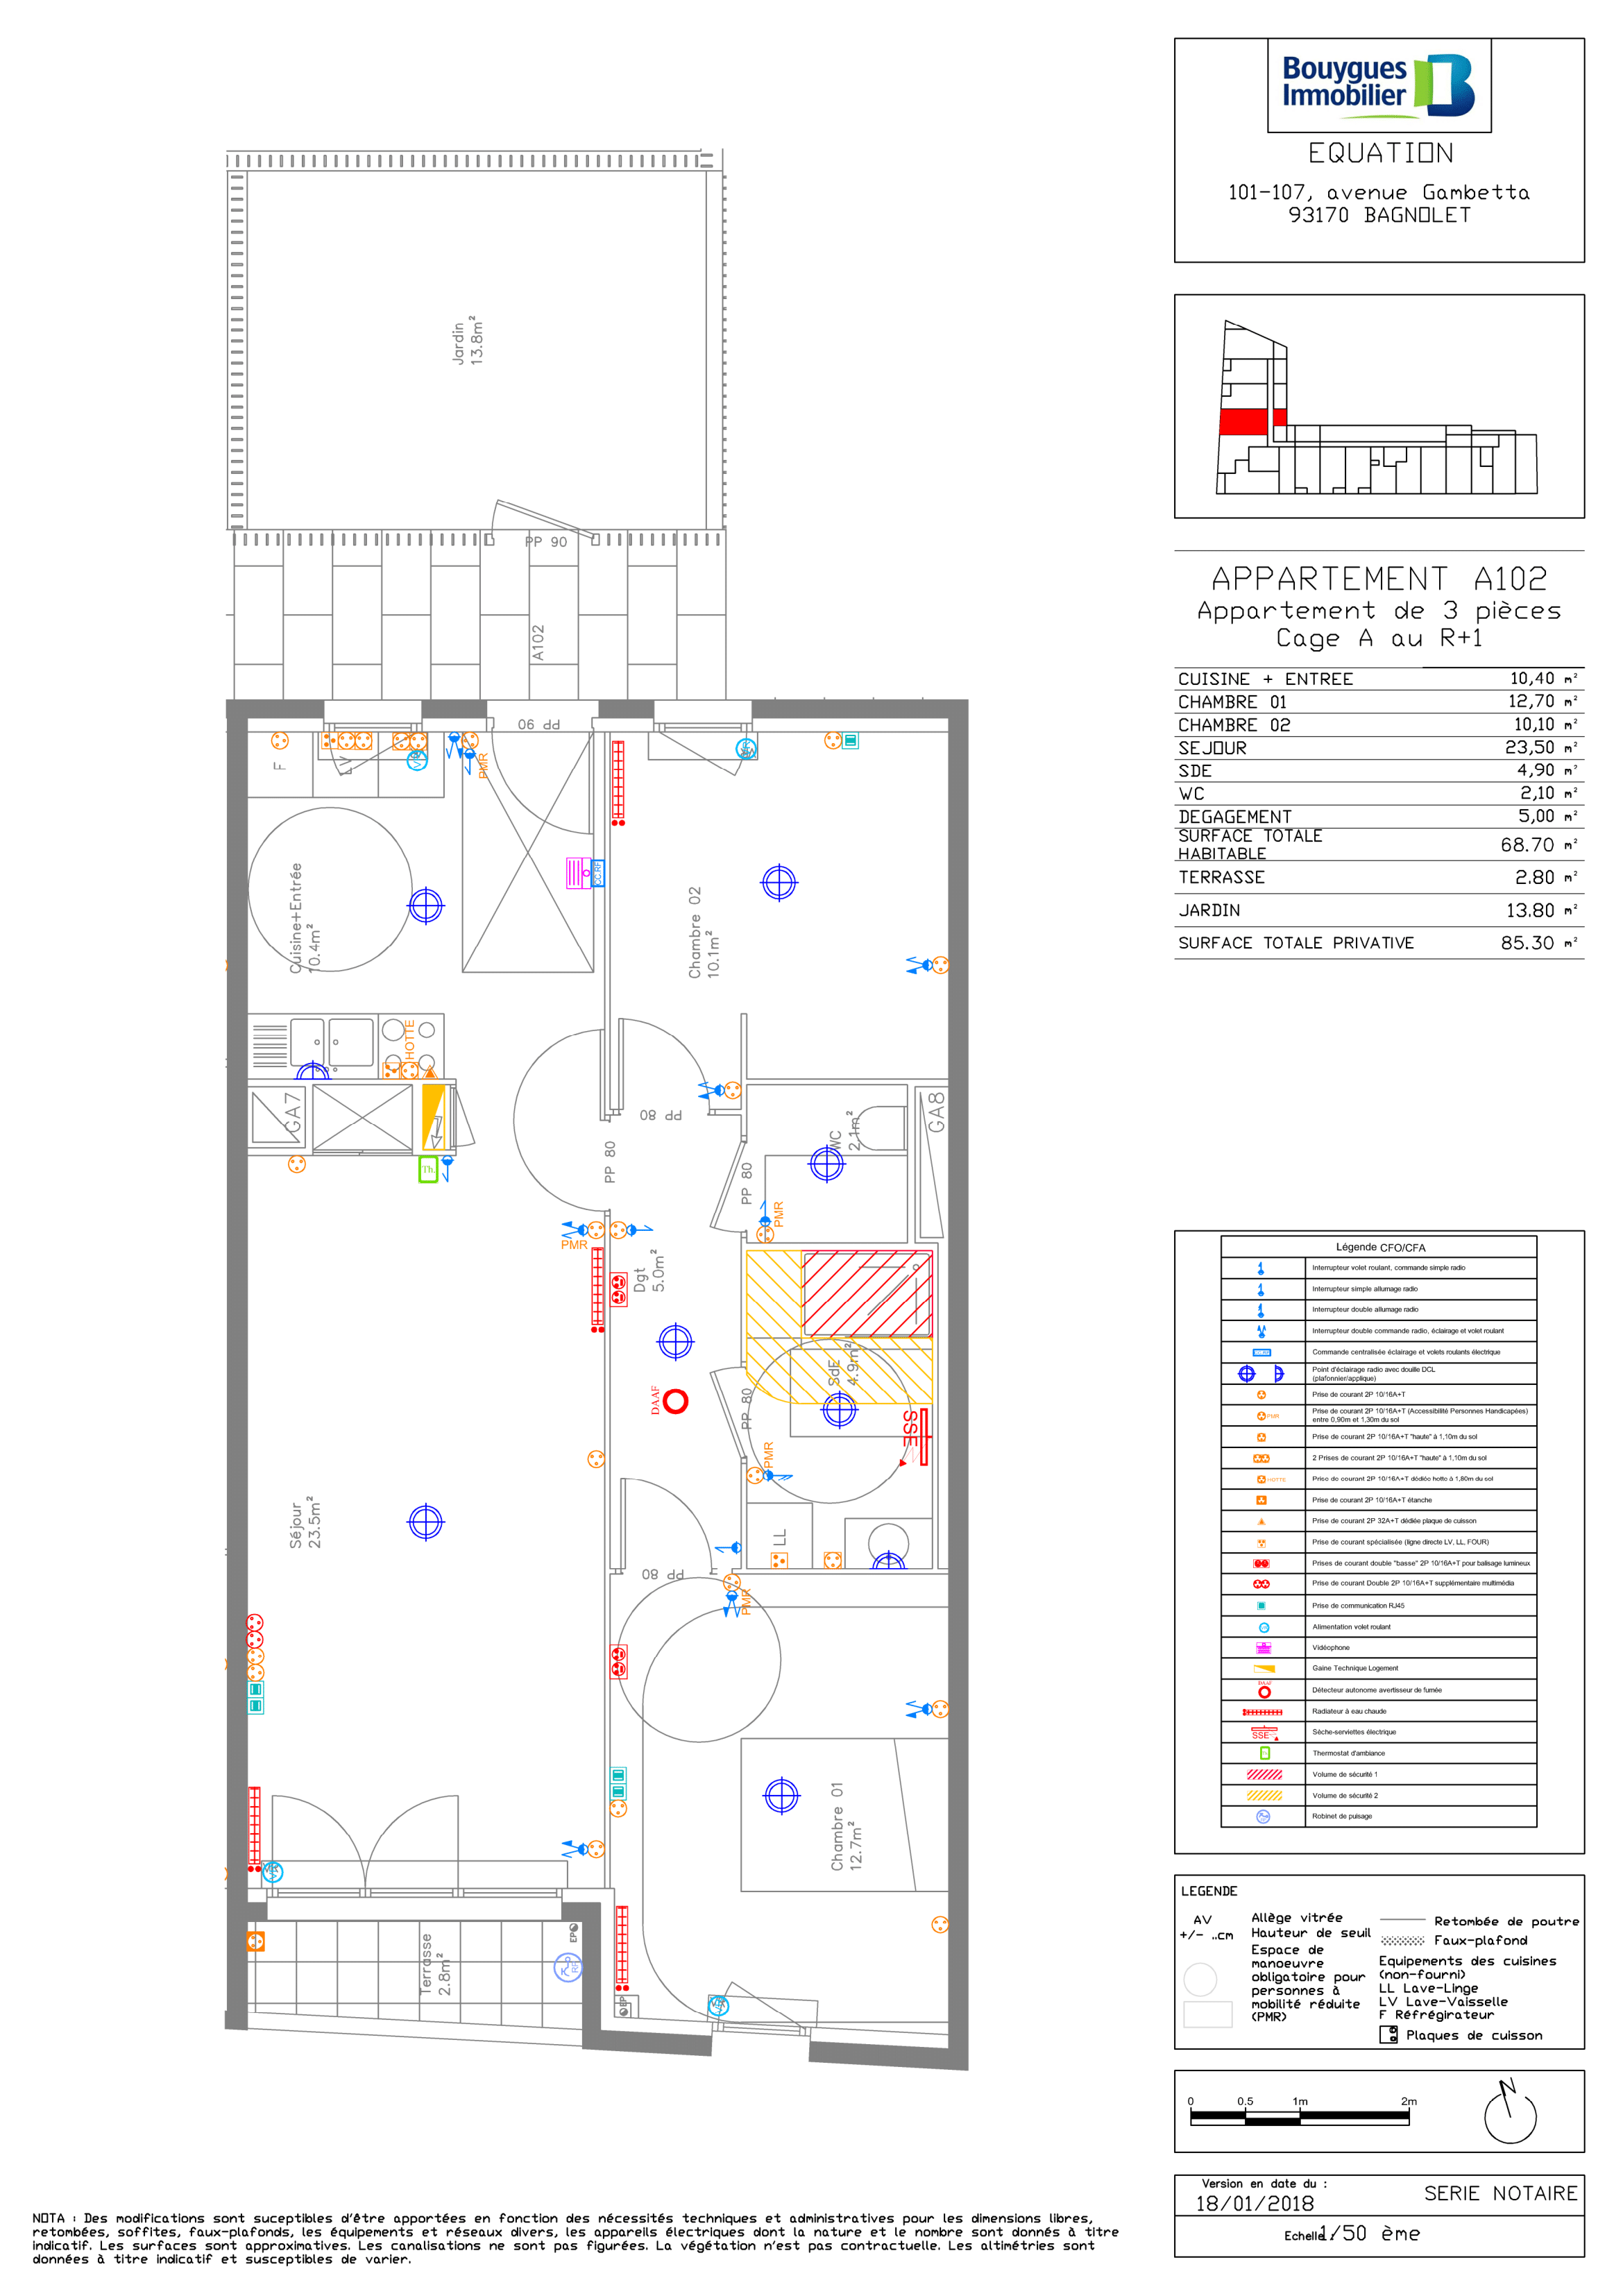 Bouygues
Immobilier
EQUATION
101-107, avenue Gambetta
93170 BAGNOLET
APPARTEMENT A102
Appartement de 3 pièces
Cage A au R+1
CUISINE + ENTREE 10,40 m²
CHAMBRE 01 12,70 m²
CHAMBRE 02 10,10 m²
SEJOUR 23,50 m²
SDE 4,90 m²
WC 2,10 m²
DEGAGEMENT 5,00 m²
SURFACE TOTALE
HABITABLE 68.70 m²
TERRASSE 2.80 m²
JARDIN 13.80 m²
SURFACE TOTALE PRIVATIVE 85.30 m²
Jardin
13.8m²
PP 90
A102
PP 90
F
PMR
Cuisine+Entrée
10.4m²
Chambre 02
10.1m²
HOTTE
GA7
GA8
PP 80
PP 80
PP 80
WC
2.1m²
Th.
PMR
PMR
Dgt
5.0m²
SdE
4.9m²
DAAF
PP 80
SSE
PMR
LL
Séjour
23.5m²
PP 80
PMR
Chambre 01
12.7m²
Terrasse
2.8m²
EP
EP
Légende CFO/CFA
Interrupteur volet roulant, commande simple radio
Interrupteur simple allumage radio
Interrupteur double allumage radio
Interrupteur double commande radio, éclairage et volet roulant
Commande centralisée éclairage et volets roulants électrique
Point d'éclairage radio avec douille DCL
(plafonnier/applique)
Prise de courant 2P 10/16A+T
PMR Prise de courant 2P 10/16A+T (Accessibilité Personnes Handicapées)
entre 0,90m et 1,30m du sol
Prise de courant 2P 10/16A+T "haute" à 1,10m du sol
2 Prises de courant 2P 10/16A+T "haute" à 1,10m du sol
HOTTE Prise de courant 2P 10/16A+T dédiée hotte à 1,80m du sol
Prise de courant 2P 10/16A+T étanche
Prise de courant 2P 32A+T dédiée plaque de cuisson
Prise de courant spécialisée (ligne directe LV, LL, FOUR)
Prises de courant double "basse" 2P 10/16A+T pour balisage lumineux
Prise de courant Double 2P 10/16A+T supplémentaire multimédia
Prise de communication RJ45
Alimentation volet roulant
Vidéophone
Gaine Technique Logement
DAAF Détecteur autonome avertisseur de fumée
Radiateur à eau chaude
SSE Sèche-serviettes électrique
Thermostat d'ambiance
Volume de sécurité 1
Volume de sécurité 2
Robinet de puisage
LEGENDE
AV Allège vitrée
+/- ..cm Hauteur de seuil
Espace de
manoeuvre
obligatoire pour
personnes à
mobilité réduite
(PMR)
Retombée de poutre
Faux-plafond
Equipements des cuisines
(non-fourni)
LL Lave-Linge
LV Lave-Vaisselle
F Réfrégirateur
Plaques de cuisson
0 0.5 1m 2m
N
Version en date du :
18/01/2018
SERIE NOTAIRE
Echelle : 1/50 ème
NOTA : Des modifications sont suceptibles d'être apportées en fonction des nécessités techniques et administratives pour les dimensions libres,
retombées, soffites, faux-plafonds, les équipements et réseaux divers, les appareils électriques dont la nature et le nombre sont donnés à titre
indicatif. Les surfaces sont approximatives. Les canalisations ne sont pas figurées. La végétation n'est pas contractuelle. Les altimétries sont
données à titre indicatif et susceptibles de varier.